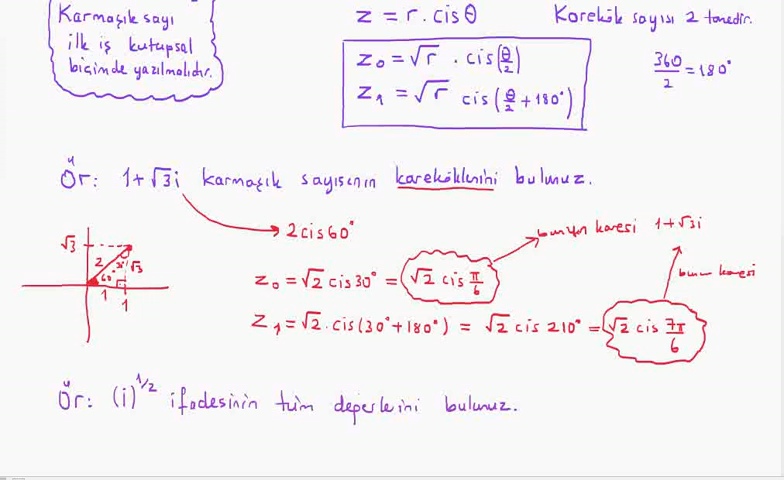 Karmaşık sayı
ilk iş kutupsal
biçimde yazılmalıdır.
z = r . cisθ
Karekök sayısı 2 tanedir.
z₀ = √r . cis(θ/2)
z₁ = √r cis(θ/2 + 180°)
360/2 = 180°
Ör: 1+√3i karmaşık sayısının kareköklerini bulunuz.
2cis60°
bunun karesi 1+√3i
bunun karesi
z₀ = √2 cis30° = √2 cis π/6
z₁ = √2 . cis(30°+180°) = √2 cis 210° = √2 cis 7π/6
√3
2
60°
√3
1
1
Ör: (i)^1/2 ifadesinin tüm değerlerini bulunuz.